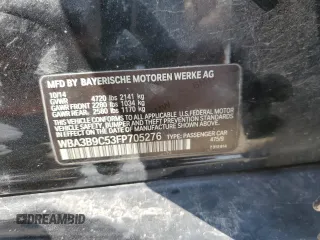 MFD BY BAYERISCHE MOTOREN WERKE AG
10/14
GVWR 4720 lbs 2141 kg
GAWR FRONT 2280 lbs 1034 kg
GAWR REAR 2580 lbs 1170 kg
THIS VEHICLE CONFORMS TO ALL APPLICABLE U.S. FEDERAL MOTOR
VEHICLE SAFETY, BUMPER AND THEFT PREVENTION STANDARDS
IN EFFECT ON THE DATE OF MANUFACTURE SHOWN ABOVE.
WBA3B9C53FP705276 TYPE: PASSENGER CAR
DREAMBID